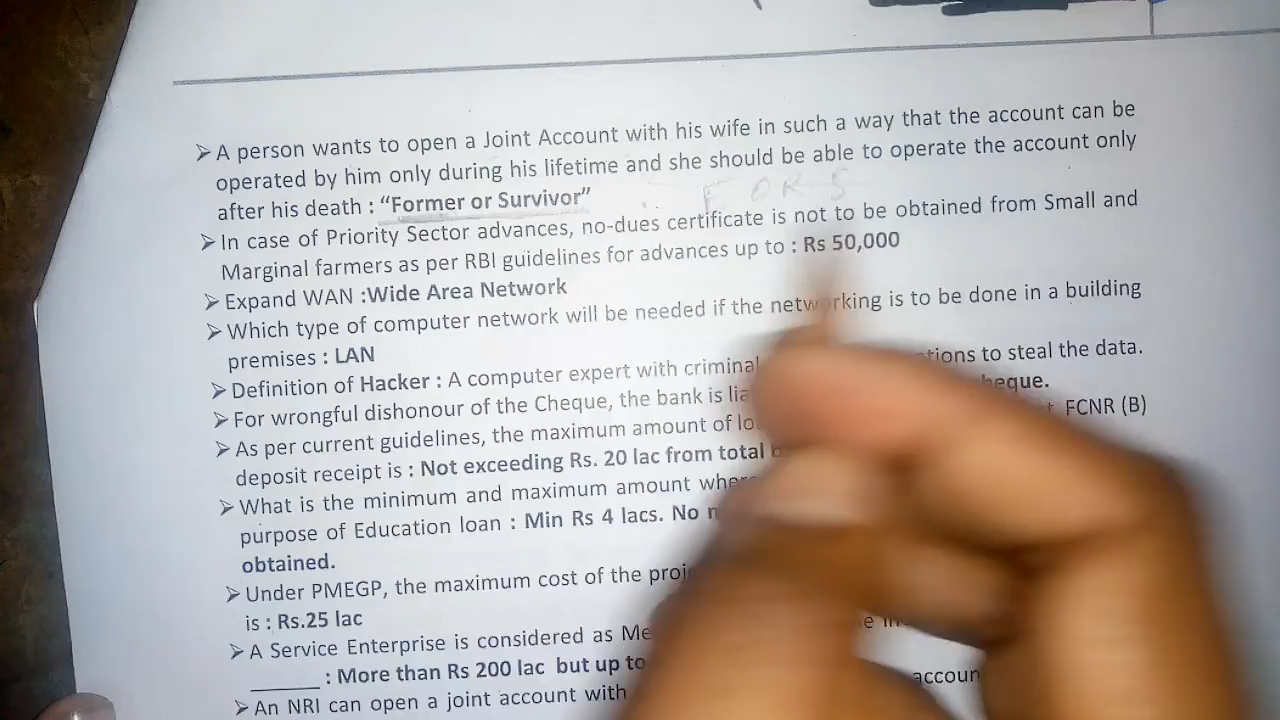 ➢ A person wants to open a Joint Account with his wife in such a way that the account can be
operated by him only during his lifetime and she should be able to operate the account only
after his death : “Former or Survivor”
F OR S
➢ In case of Priority Sector advances, no-dues certificate is not to be obtained from Small and
Marginal farmers as per RBI guidelines for advances up to : Rs 50,000
➢ Expand WAN :Wide Area Network
➢ Which type of computer network will be needed if the networking is to be done in a building
premises : LAN
➢ Definition of Hacker : A computer expert with criminal to steal the data.
➢ For wrongful dishonour of the Cheque, the bank is
➢ As per current guidelines, the maximum amount of FCNR (B)
deposit receipt is : Not exceeding Rs. 20 lac from total
➢ What is the minimum and maximum amount
purpose of Education loan : Min Rs 4 lacs. No
obtained.
➢ Under PMEGP, the maximum cost of the
is : Rs.25 lac
➢ A Service Enterprise is considered as
_______ : More than Rs 200 lac but up to
➢ An NRI can open a joint account with